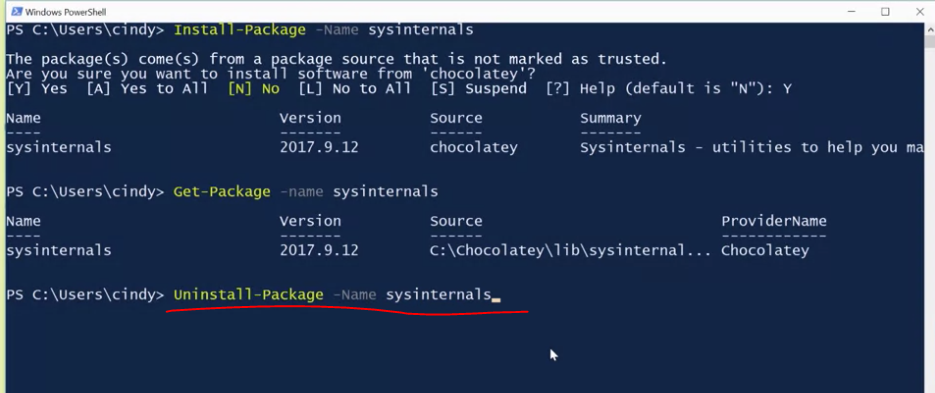 Windows PowerShell
PS C:\Users\cindy> Install-Package -Name sysinternals
The package(s) come(s) from a package source that is not marked as trusted.
Are you sure you want to install software from 'chocolatey'?
[Y] Yes  [A] Yes to All  [N] No  [L] No to All  [S] Suspend  [?] Help (default is "N"): Y
Name Version Source Summary
---- ------- ------ -------
sysinternals 2017.9.12 chocolatey Sysinternals - utilities to help you ma
PS C:\Users\cindy> Get-Package -name sysinternals
Name Version Source ProviderName
---- ------- ------ ------------
sysinternals 2017.9.12 C:\Chocolatey\lib\sysinternal... Chocolatey
PS C:\Users\cindy> Uninstall-Package -Name sysinternals_